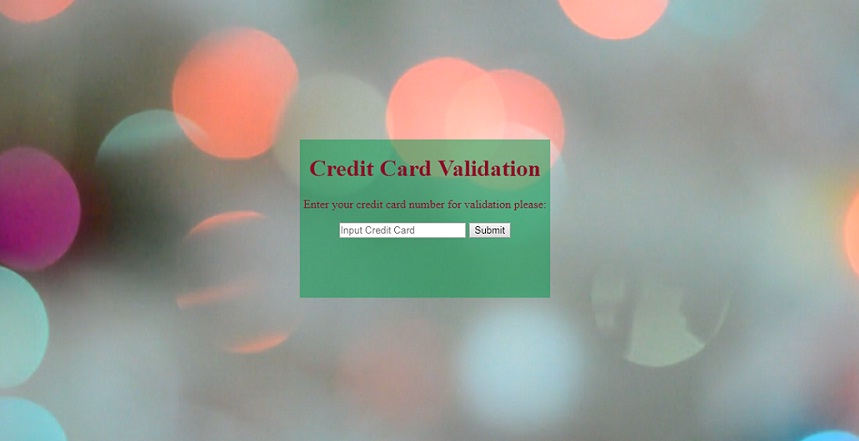 Credit Card Validation
Enter your credit card number for validation please:
Input Credit Card Submit